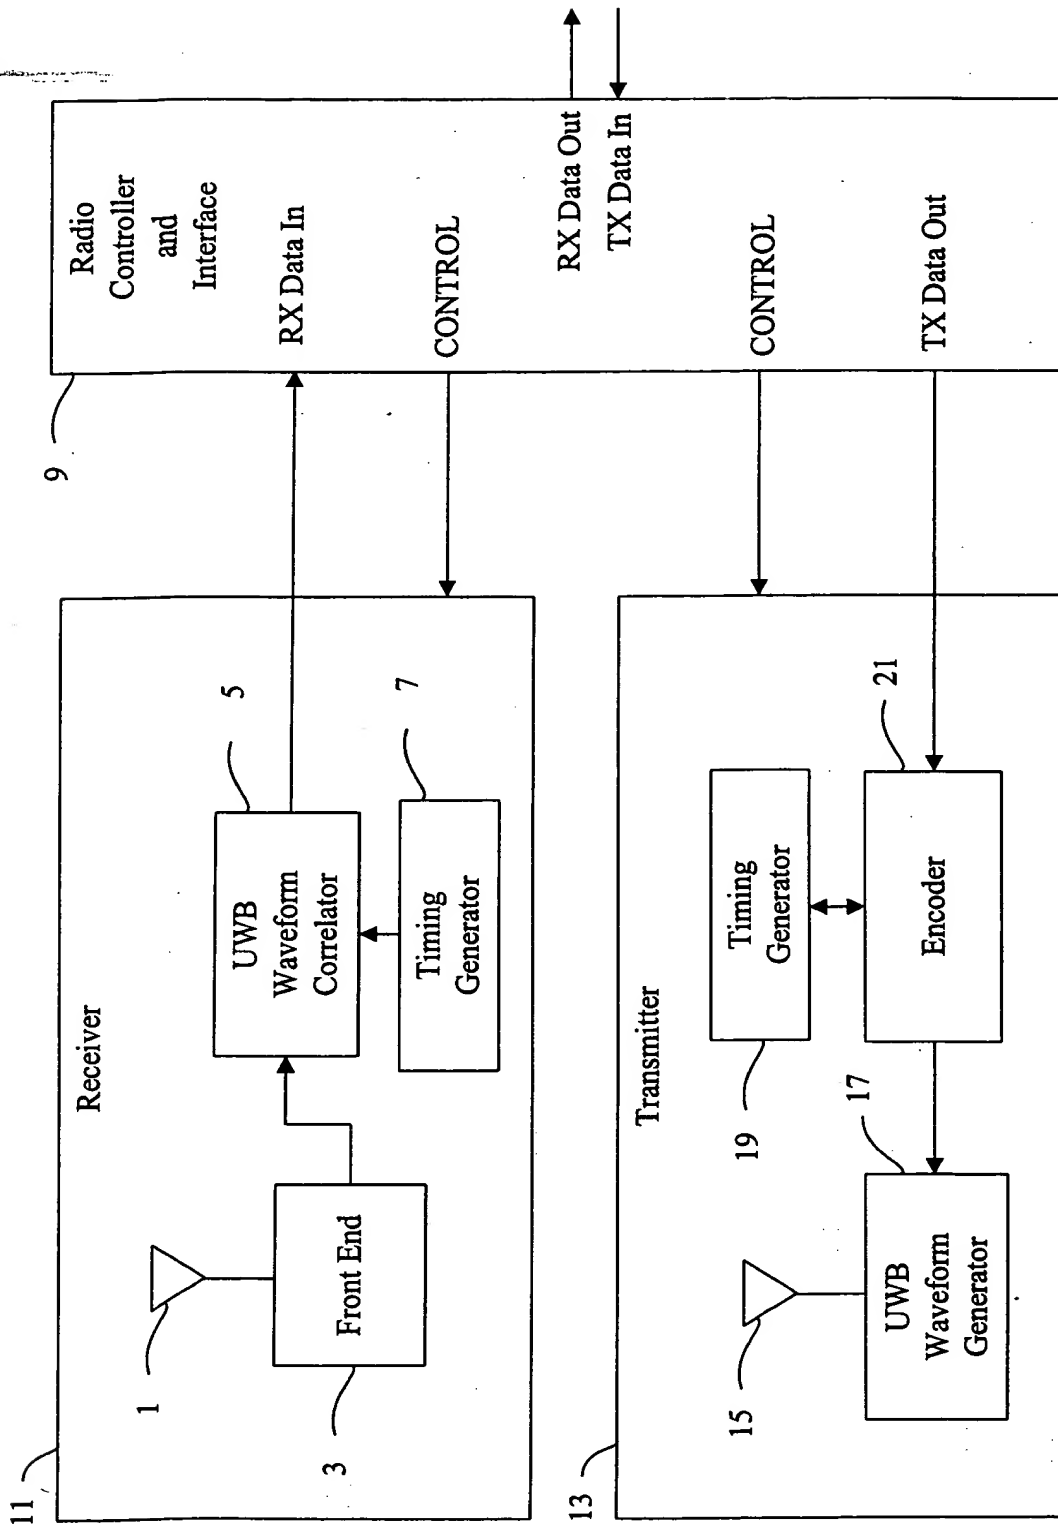 11
Receiver
1
Front End
3
UWB
Waveform
Correlator
5
Timing
Generator
7
9
Radio
Controller
and
Interface
RX Data In
CONTROL
RX Data Out
TX Data In
CONTROL
TX Data Out
13
Transmitter
15
UWB
Waveform
Generator
17
Timing
Generator
19
Encoder
21